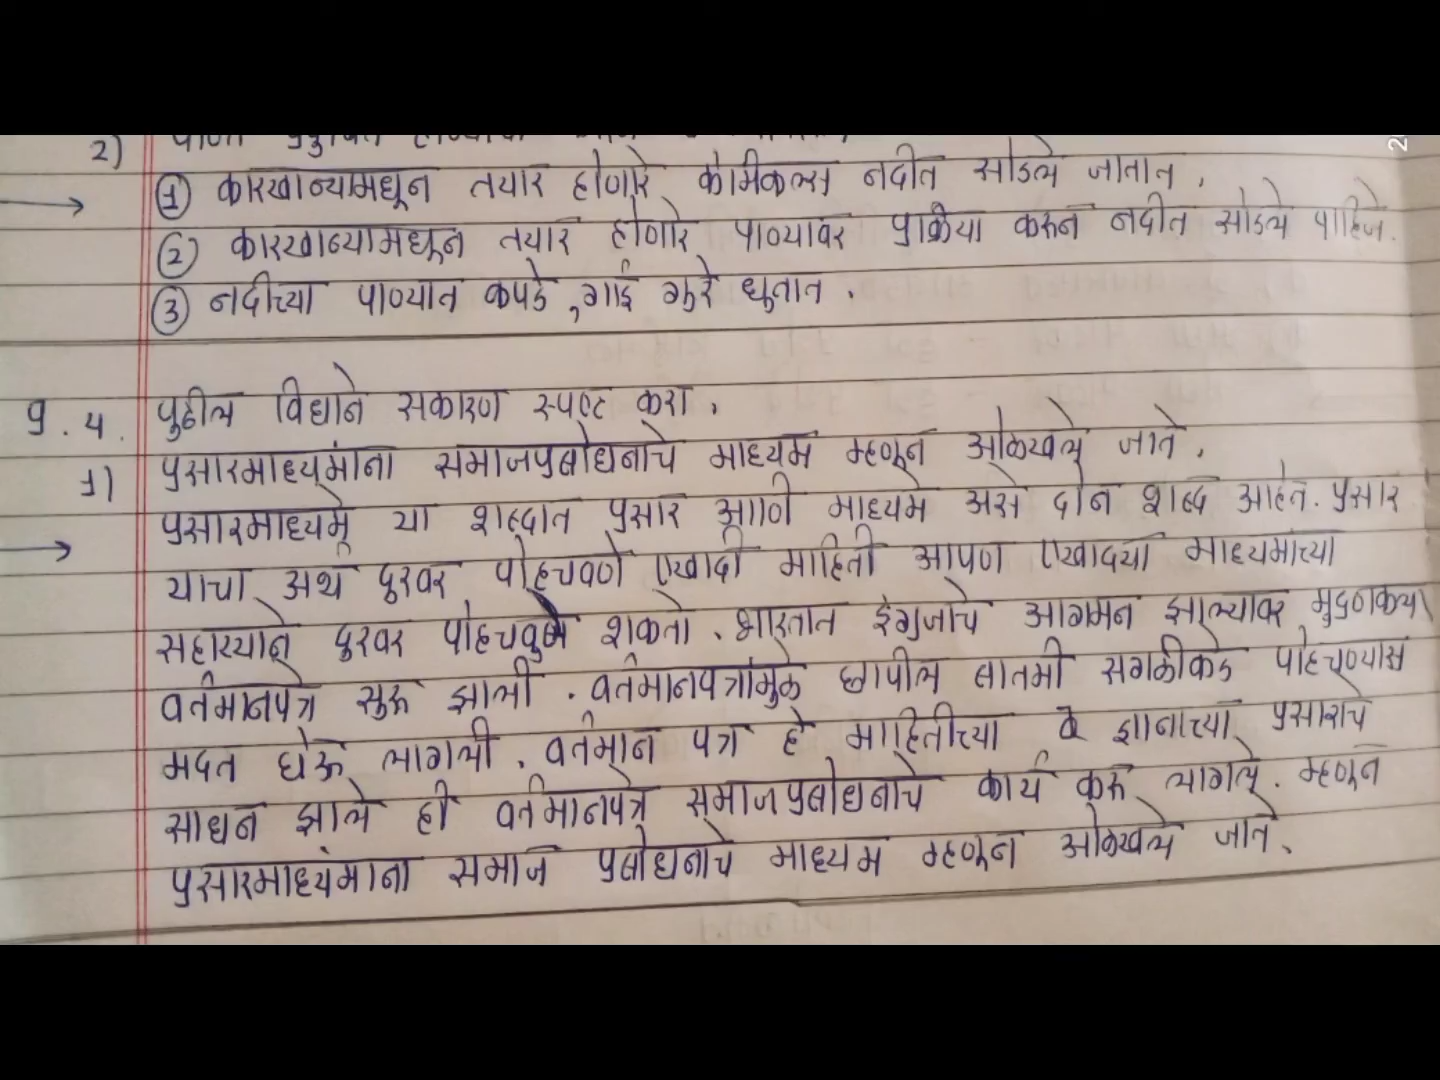 2)
① कारखान्यामधून तयार होणारे केमिकल्स नदीत सोडले जातात.
② कारखान्यामधून तयार होणारे पाण्यावर प्रक्रिया करून नदीत सोडले पाहिजे.
③ नदीच्या पाण्यात कपडे, गाई गुरे धुतात.
प्र. ४. पुढील विधाने सकारण स्पष्ट करा.
1) प्रसारमाध्यमांना समाजप्रबोधनाचे माध्यम म्हणून ओळखले जाते.
→ प्रसारमाध्यमे या शब्दात प्रसार आणि माध्यमे असे दोन शब्द आहेत. प्रसार
याचा अर्थ दुरवर पोहचवणे एखादी माहिती आपण एखादया माध्यमांच्या
सहाय्याने दुरवर पोहचवू शकतो. भारतात इंग्रजांचे आगमन झाल्यावर
वर्तमानपत्र सुरू झाली. वर्तमानपत्रांमुळे छापील बातमी सगळीकडे पोहचण्यास
मदत घेऊ लागली. वर्तमान पत्र हे माहितीच्या व ज्ञानाच्या प्रसाराचे
साधन झाले ही वर्तमानपत्रे समाजप्रबोधनाचे कार्य करू लागले. म्हणून
प्रसारमाध्यंमाना समाज प्रबोधनाचे माध्यम म्हणून ओळखले जाते.